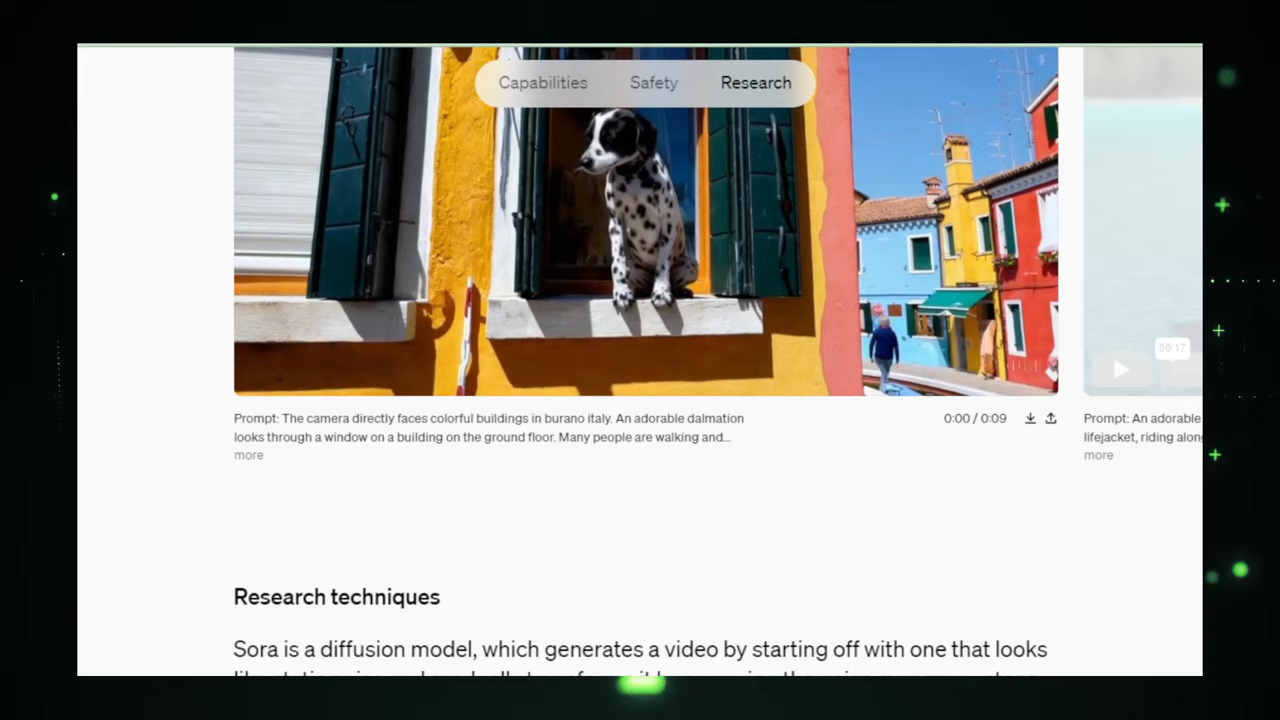 Capabilities Safety Research
00:17
Prompt: The camera directly faces colorful buildings in burano italy. An adorable dalmation
looks through a window on a building on the ground floor. Many people are walking and...
more
0:00 / 0:09
Prompt: An adorable
lifejacket, riding along
more
Research techniques
Sora is a diffusion model, which generates a video by starting off with one that looks